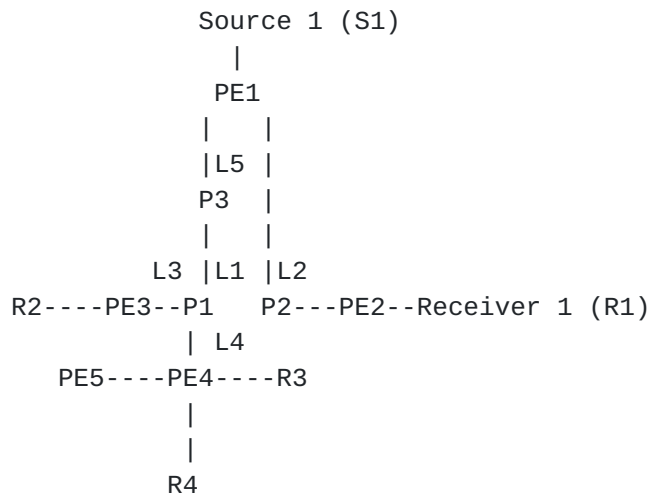 Source 1 (S1)
|
PE1
| |
|L5 |
P3 |
| |
L3 |L1 |L2
R2----PE3--P1 P2---PE2--Receiver 1 (R1)
| L4
PE5----PE4----R3
|
|
R4